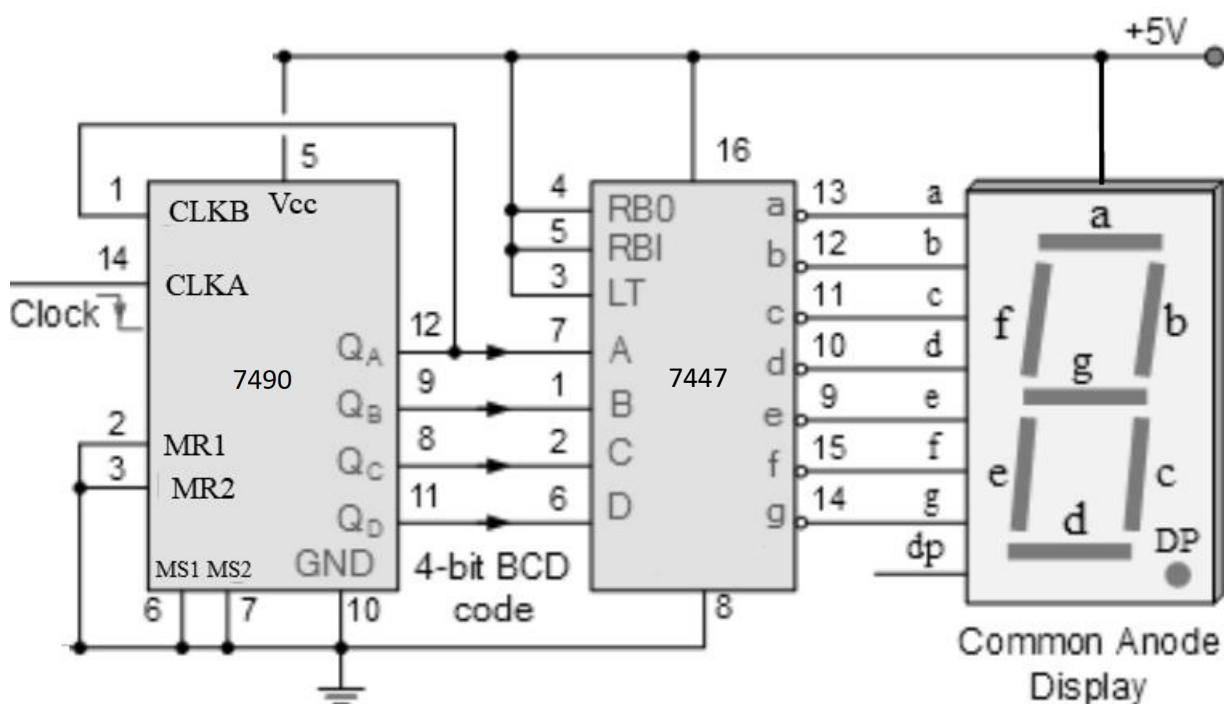 +5V
5
16
1
CLKB
Vcc
14
CLKA
Clock
7490
2
MR1
3
MR2
MS1 MS2
GND
6
7
10
QA
12
QB
9
QC
8
QD
11
4-bit BCD
code
4
RB0
5
RBI
3
LT
7
A
1
B
2
C
6
D
7447
8
a
13
a
b
12
b
c
11
c
d
10
d
e
9
e
f
15
f
g
14
g
dp
a
f
b
g
e
c
d
DP
Common Anode
Display